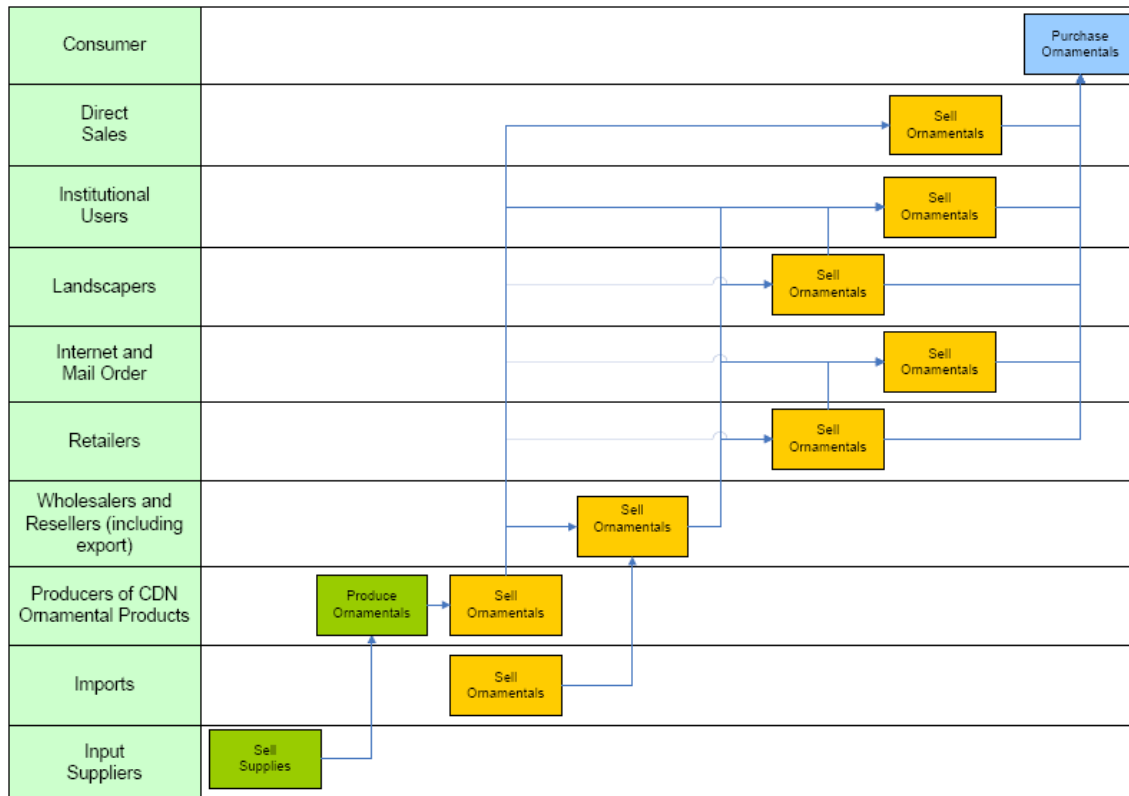 Consumer
Purchase
Ornamentals
Direct
Sales
Sell
Ornamentals
Institutional
Users
Sell
Ornamentals
Landscapers
Sell
Ornamentals
Internet and
Mail Order
Sell
Ornamentals
Retailers
Sell
Ornamentals
Wholesalers and
Resellers (including
export)
Sell
Ornamentals
Producers of CDN
Ornamental Products
Produce
Ornamentals
Sell
Ornamentals
Imports
Sell
Ornamentals
Input
Suppliers
Sell
Supplies